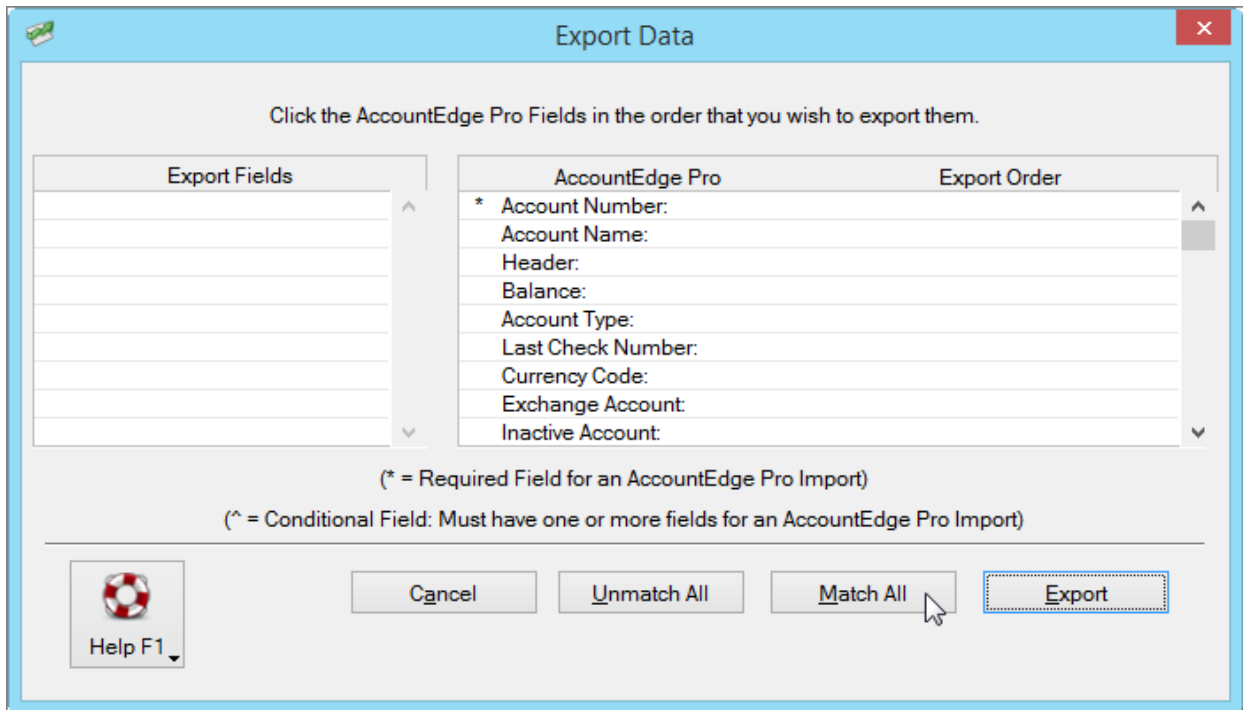 Export Data
Click the AccountEdge Pro Fields in the order that you wish to export them.
Export Fields
AccountEdge Pro Export Order
* Account Number:
Account Name:
Header:
Balance:
Account Type:
Last Check Number:
Currency Code:
Exchange Account:
Inactive Account:
(* = Required Field for an AccountEdge Pro Import)
(^ = Conditional Field: Must have one or more fields for an AccountEdge Pro Import)
Help F1
Cancel Unmatch All Match All Export